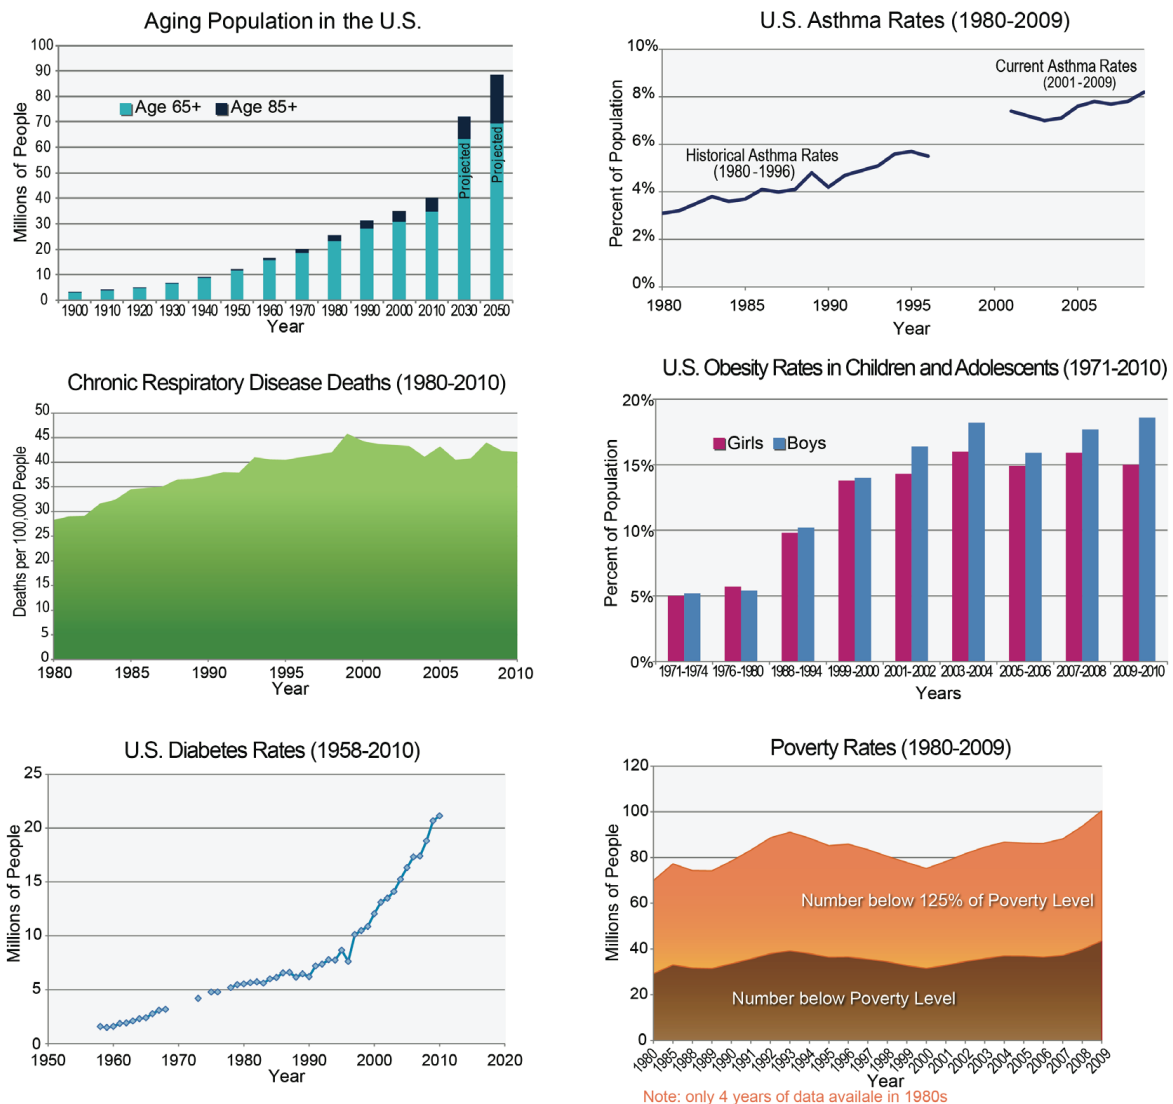 Aging Population in the U.S.
100
90
80
70
60
50
40
30
20
10
0
Millions of People
Age 65+ Age 85+
Projected
Projected
1900 1910 1920 1930 1940 1950 1960 1970 1980 1990 2000 2010 2030 2050
Year
U.S. Asthma Rates (1980-2009)
10%
8%
6%
4%
2%
0%
Percent of Population
Current Asthma Rates
(2001-2009)
Historical Asthma Rates
(1980-1996)
1980 1985 1990 1995 2000 2005
Year
Chronic Respiratory Disease Deaths (1980-2010)
50
45
40
35
30
25
20
15
10
5
0
Deaths per 100,000 People
1980 1985 1990 1995 2000 2005 2010
Year
U.S. Obesity Rates in Children and Adolescents (1971-2010)
20%
15%
10%
5%
0%
Percent of Population
Girls Boys
1971-1974 1976-1980 1988-1994 1999-2000 2001-2002 2003-2004 2005-2006 2007-2008 2009-2010
Years
U.S. Diabetes Rates (1958-2010)
25
20
15
10
5
0
Millions of People
1950 1960 1970 1980 1990 2000 2010 2020
Year
Poverty Rates (1980-2009)
120
100
80
60
40
20
0
Millions of People
Number below 125% of Poverty Level
Number below Poverty Level
1980 1985 1988 1989 1990 1991 1992 1993 1994 1995 1996 1997 1998 1999 2000 2001 2002 2003 2004 2005 2006 2007 2008 2009
Year
Note: only 4 years of data availale in 1980s